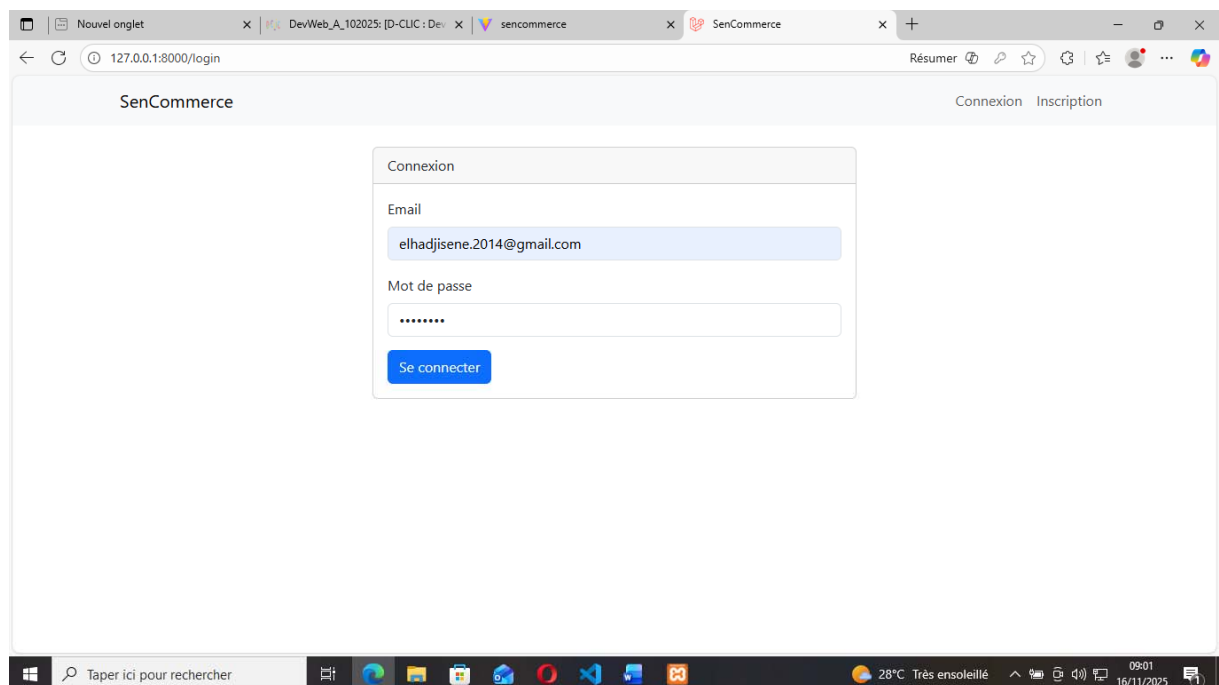 Nouvel onglet
DevWeb_A_102025: [D-CLIC : Dev
sencommerce
SenCommerce
127.0.0.1:8000/login
Résumer
SenCommerce
Connexion Inscription
Connexion
Email
elhadjisene.2014@gmail.com
Mot de passe
••••••••
Se connecter
Taper ici pour rechercher
28°C Très ensoleillé
09:01
16/11/2025